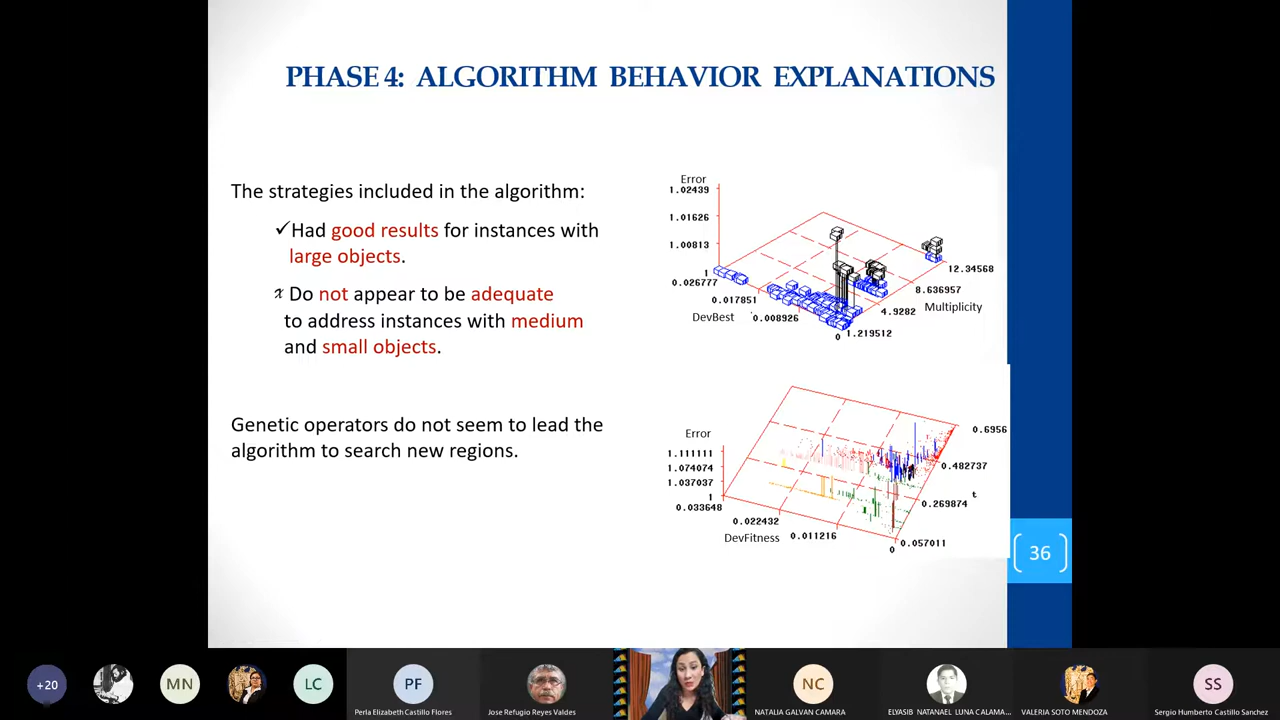 PHASE 4: ALGORITHM BEHAVIOR EXPLANATIONS
The strategies included in the algorithm:
✓Had good results for instances with
large objects.
x Do not appear to be adequate
to address instances with medium
and small objects.
Genetic operators do not seem to lead the
algorithm to search new regions.
Error
1.02439
1.01626
1.00813
1
0.026777
0.017851
DevBest
0.008926
0
1.219512
4.9282
Multiplicity
8.636957
12.34568
Error
1.111111
1.074074
1.037037
1
0.033648
0.022432
DevFitness
0.011216
0
0.057011
0.269874
t
0.482737
0.6956
36
+20
MN
LC
PF
Perla Elizabeth Castillo Flores
Jose Refugio Reyes Valdes
NC
NATALIA GALVAN CAMARA
ELYASIB NATANAEL LUNA CALAMA...
VALERIA SOTO MENDOZA
SS
Sergio Humberto Castillo Sanchez